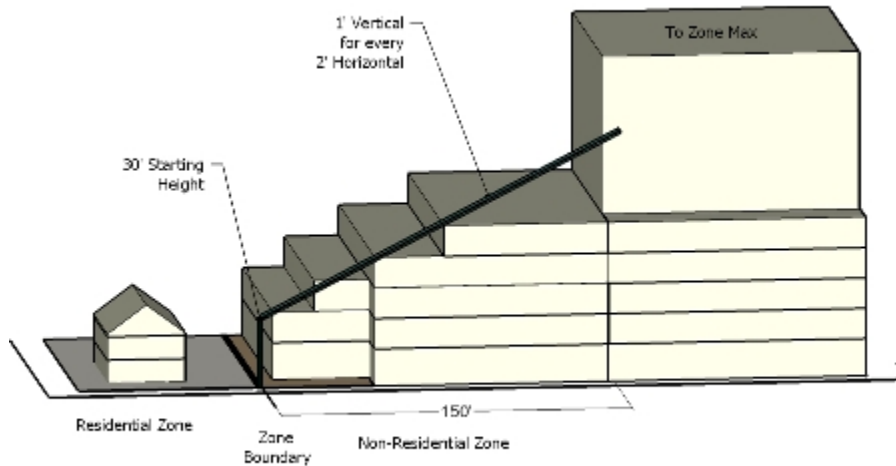 1' Vertical
for every
2' Horizontal
To Zone Max
30' Starting
Height
150'
Residential Zone
Zone
Boundary
Non-Residential Zone